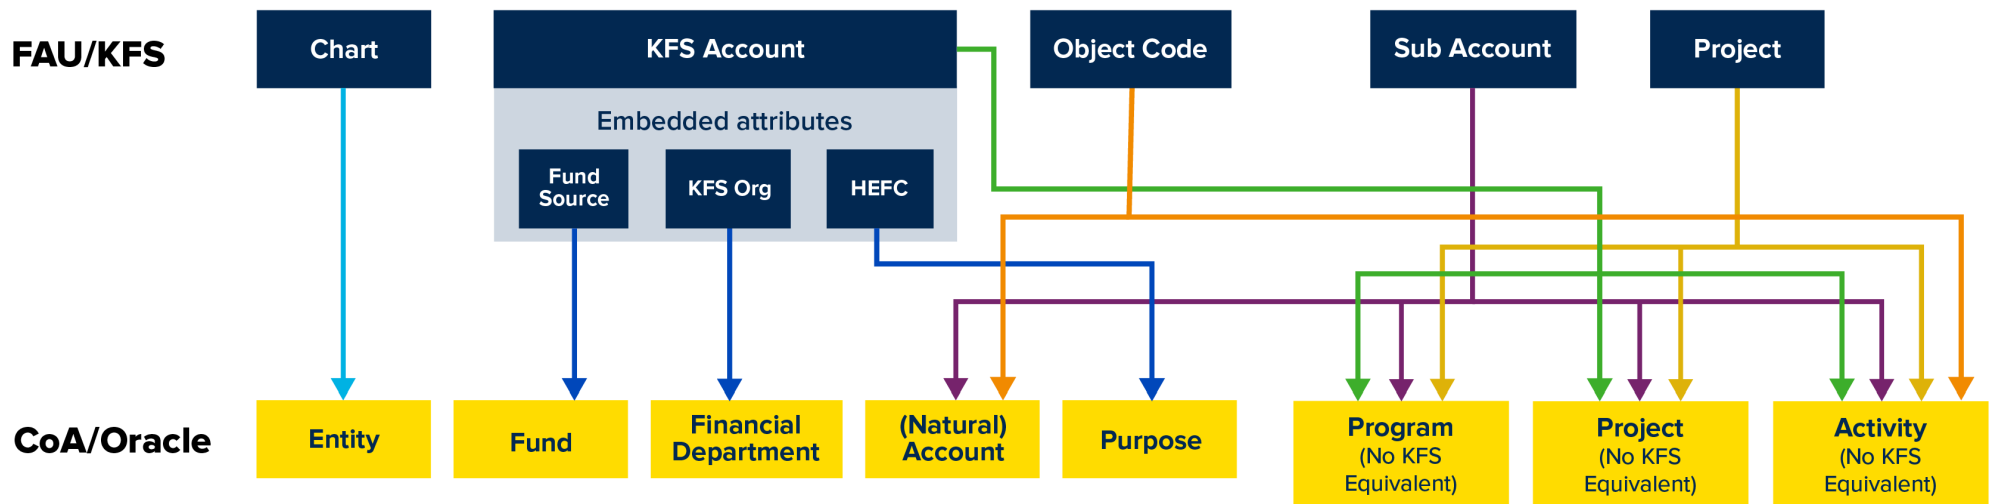 FAU/KFS
Chart
KFS Account
Object Code
Sub Account
Project
Embedded attributes
Fund
Source
KFS Org
HEFC
CoA/Oracle
Entity
Fund
Financial
Department
(Natural)
Account
Purpose
Program
(No KFS
Equivalent)
Project
(No KFS
Equivalent)
Activity
(No KFS
Equivalent)